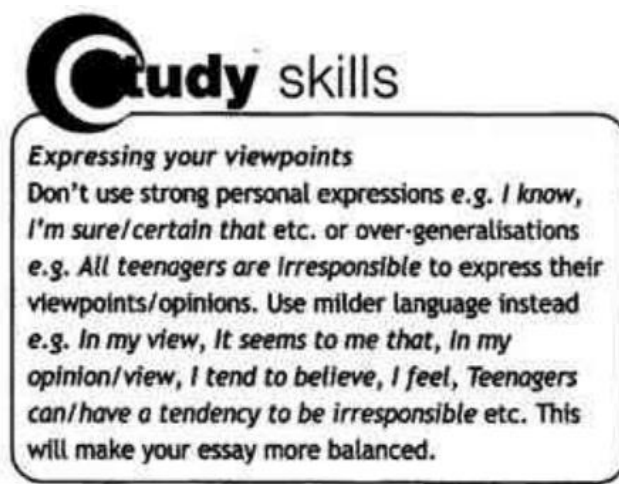 Study skills
Expressing your viewpoints
Don't use strong personal expressions e.g. I know,
I'm sure/certain that etc. or over-generalisations
e.g. All teenagers are irresponsible to express their
viewpoints/opinions. Use milder language instead
e.g. In my view, It seems to me that, In my
opinion/view, I tend to believe, I feel, Teenagers
can/have a tendency to be irresponsible etc. This
will make your essay more balanced.